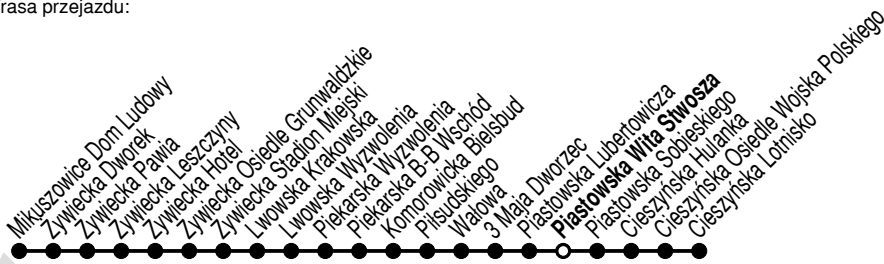 rasa przejazdu:
Mikuszowice Dom Ludowy
Żywiecka Dworek
Żywiecka Pawia
Żywiecka Leszczyny
Żywiecka Hotel
Żywiecka Osiedle Grunwaldzkie
Żywiecka Stadion Miejski
Lwowska Krakowska
Lwowska Wyzwolenia
Piekarska Wyzwolenia
Piekarska B-B Wschód
Komorowicka Bielsbud
Piłsudskiego
Wałowa
3 Maja Dworzec
Piastowska Lubertowicza
Piastowska Wita Stwosza
Piastowska Sobieskiego
Cieszyńska Hulanka
Cieszyńska Osiedle Wojska Polskiego
Cieszyńska Lotnisko